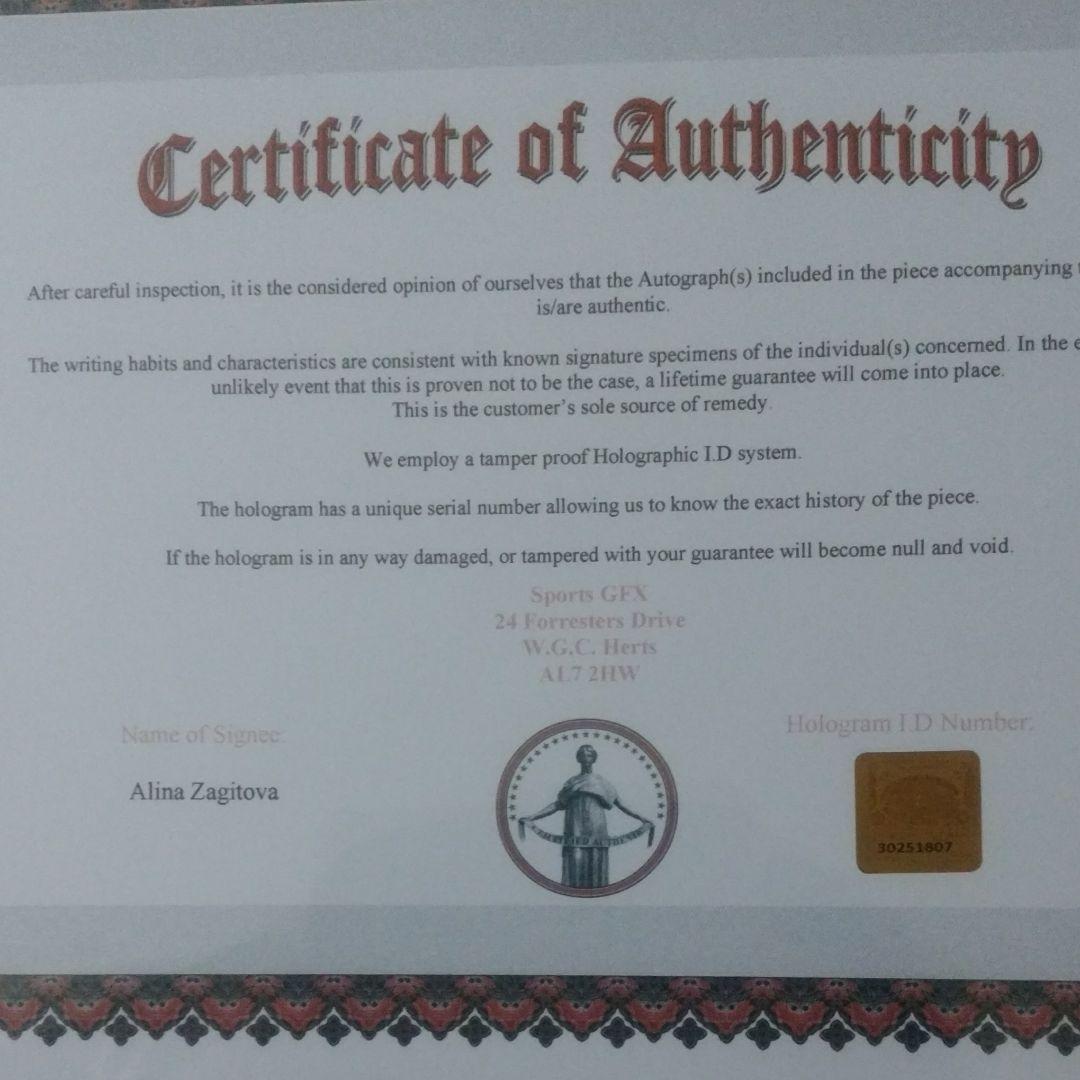 Certificate of Authenticity
After careful inspection, it is the considered opinion of ourselves that the Autograph(s) included in the piece accompanying
is/are authentic.
The writing habits and characteristics are consistent with known signature specimens of the individual(s) concerned. In the
unlikely event that this is proven not to be the case, a lifetime guarantee will come into place.
This is the customer's sole source of remedy.
We employ a tamper proof Holographic I.D system.
The hologram has a unique serial number allowing us to know the exact history of the piece.
If the hologram is in any way damaged, or tampered with your guarantee will become null and void.
Sports GFX
24 Forresters Drive
W.G.C. Herts
AL7 2HW
Name of Signee:
Hologram I.D Number:
Alina Zagitova
CERTIFIED AUTHENTIC
30251807